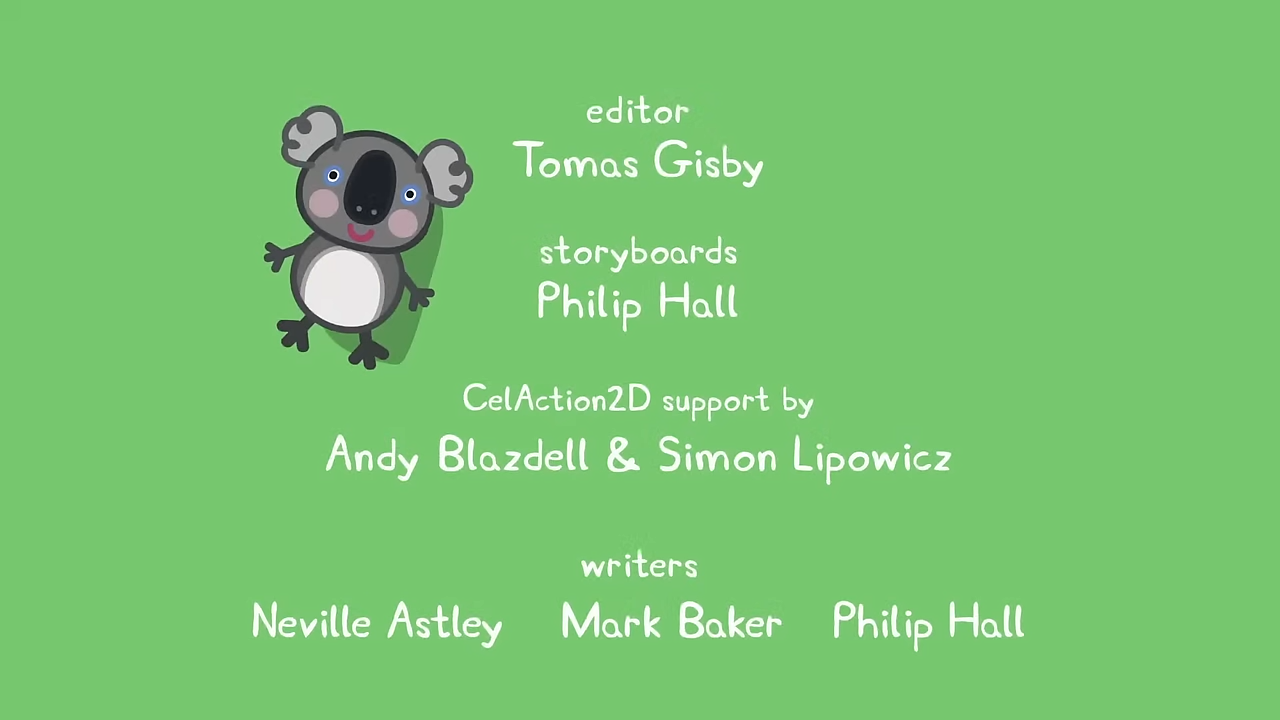 editor
Tomas Gisby
storyboards
Philip Hall
CelAction2D support by
Andy Blazdell & Simon Lipowicz
writers
Neville Astley Mark Baker Philip Hall